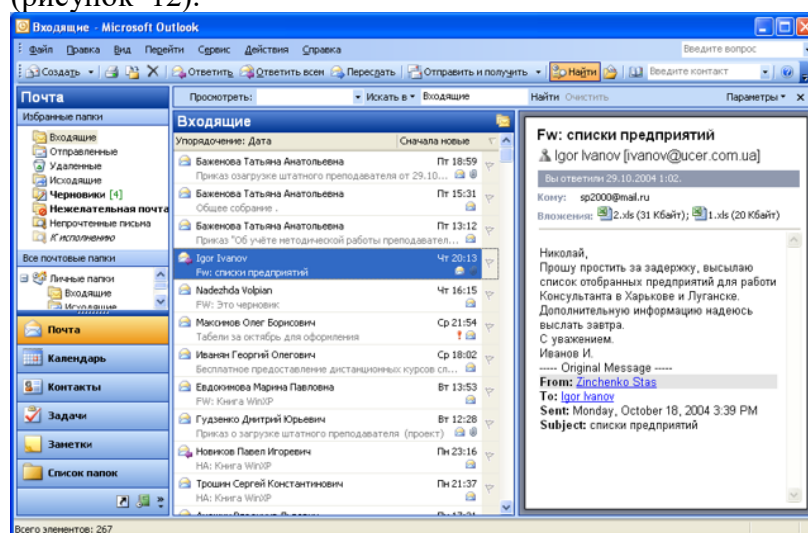 (рисунок 12).
Входящие - Microsoft Outlook
Файл Правка Вид Перейти Сервис Действия Справка Введите вопрос
Создать Ответить Ответить всем Переслать Отправить и получить Найти Введите контакт
Почта
Просмотреть: Искать в Входящие Найти Очистить Параметры
Избранные папки
Входящие
Отправленные
Удаленные
Исходящие
Черновики [4]
Нежелательная почта
Непрочтенные письма
К исполнению
Все почтовые папки
Личные папки
Входящие
Исходящие
Почта
Календарь
Контакты
Задачи
Заметки
Список папок
Входящие
Упорядочение: Дата Сначала новые
Баженова Татьяна Анатольевна Пт 18:59
Приказ озагрузке штатного преподавателя от 29.10...
Баженова Татьяна Анатольевна Пт 15:31
Общее собрание .
Баженова Татьяна Анатольевна Пт 13:12
Приказ "Об учёте методической работы преподавател...
Igor Ivanov Чт 20:13
Fw: списки предприятий
Nadezhda Volpian Чт 16:15
FW: Это черновик:
Максимов Олег Борисович Ср 21:54
Табели за октябрь для оформления
Иванян Георгий Олегович Ср 18:02
Бесплатное предоставление дистанционных курсов сл...
Евдокимова Марина Павловна Вт 13:53
FW: Книга WinXP
Гудзенко Дмитрий Юрьевич Вт 12:28
Приказ о загрузке штатного преподавателя (проект)
Новиков Павел Игоревич Пн 23:16
НА: Книга WinXP
Трошин Сергей Константинович Пн 21:37
НА: Книга WinXP
Fw: списки предприятий
Igor Ivanov [ivanov@ucer.com.ua]
Вы ответили 29.10.2004 1:02.
Кому: sp2000@mail.ru
Вложения: 2.xls (31 Кбайт); 1.xls (20 Кбайт)
Николай,
Прошу простить за задержку, высылаю
список отобранных предприятий для работы
Консультанта в Харькове и Луганске.
Дополнительную информацию надеюсь
выслать завтра.
С уважением.
Иванов И.
----- Original Message -----
From: Zinchenko Stas
To: Igor Ivanov
Sent: Monday, October 18, 2004 3:39 PM
Subject: списки предприятий
Всего элементов: 267